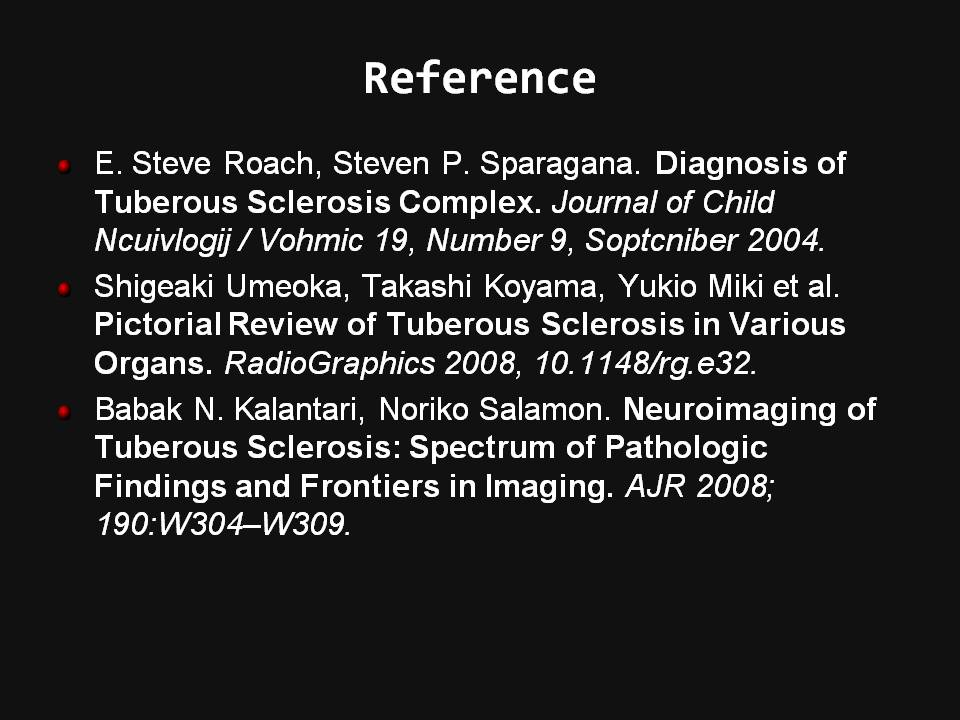 Reference
E. Steve Roach, Steven P. Sparagana. Diagnosis of
Tuberous Sclerosis Complex. Journal of Child
Ncuivlogij / Vohmic 19, Number 9, Soptcniber 2004.
Shigeaki Umeoka, Takashi Koyama, Yukio Miki et al.
Pictorial Review of Tuberous Sclerosis in Various
Organs. RadioGraphics 2008, 10.1148/rg.e32.
Babak N. Kalantari, Noriko Salamon. Neuroimaging of
Tuberous Sclerosis: Spectrum of Pathologic
Findings and Frontiers in Imaging. AJR 2008;
190:W304–W309.